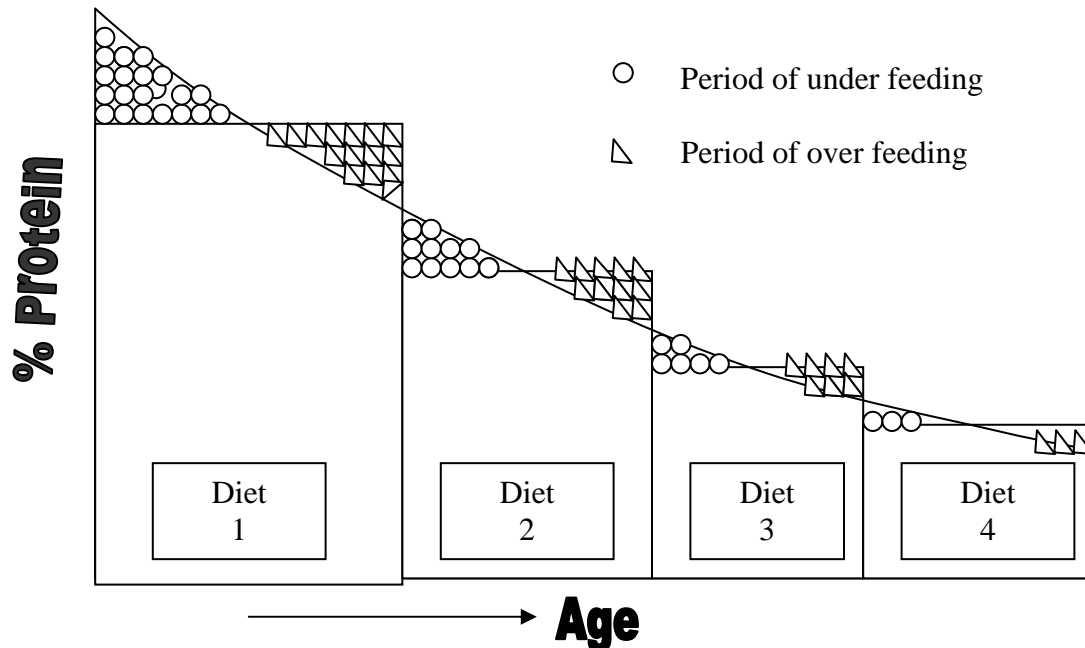 Period of under feeding
Period of over feeding
% Protein
Diet
1
Diet
2
Diet
3
Diet
4
Age